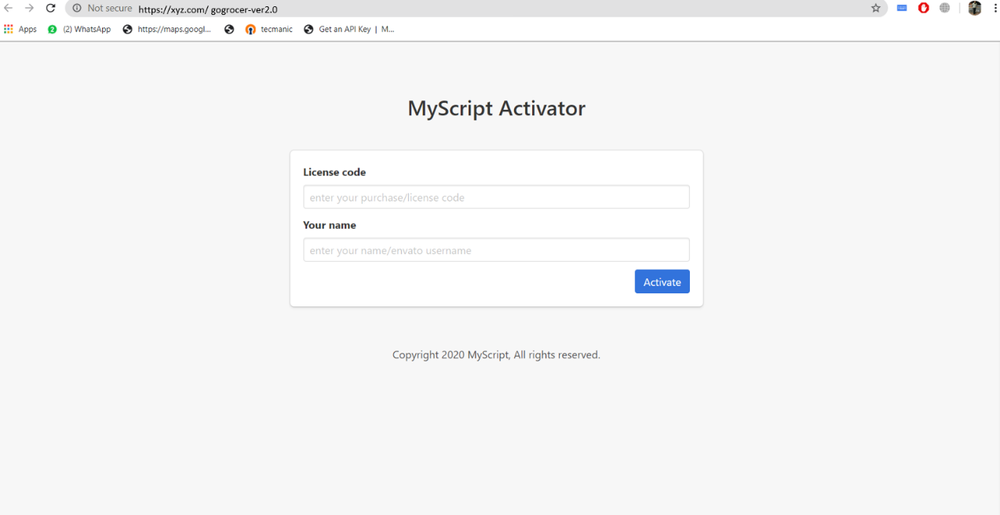 Not secure https://xyz.com/ gogrocer-ver2.0
Apps 2 (2) WhatsApp https://maps.googl... tecmanic Get an API Key | M...
MyScript Activator
License code
enter your purchase/license code
Your name
enter your name/envato username
Activate
Copyright 2020 MyScript, All rights reserved.